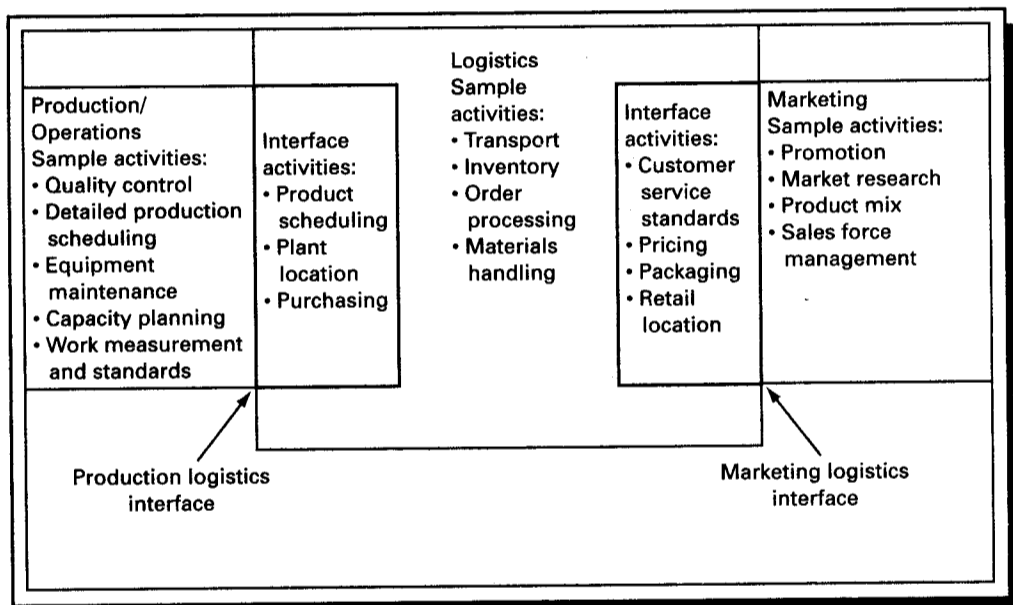 Production/
Operations
Sample activities:
• Quality control
• Detailed production
scheduling
• Equipment
maintenance
• Capacity planning
• Work measurement
and standards
Interface
activities:
• Product
scheduling
• Plant
location
• Purchasing
Logistics
Sample
activities:
• Transport
• Inventory
• Order
processing
• Materials
handling
Interface
activities:
• Customer
service
standards
• Pricing
• Packaging
• Retail
location
Marketing
Sample activities:
• Promotion
• Market research
• Product mix
• Sales force
management
Production logistics
interface
Marketing logistics
interface